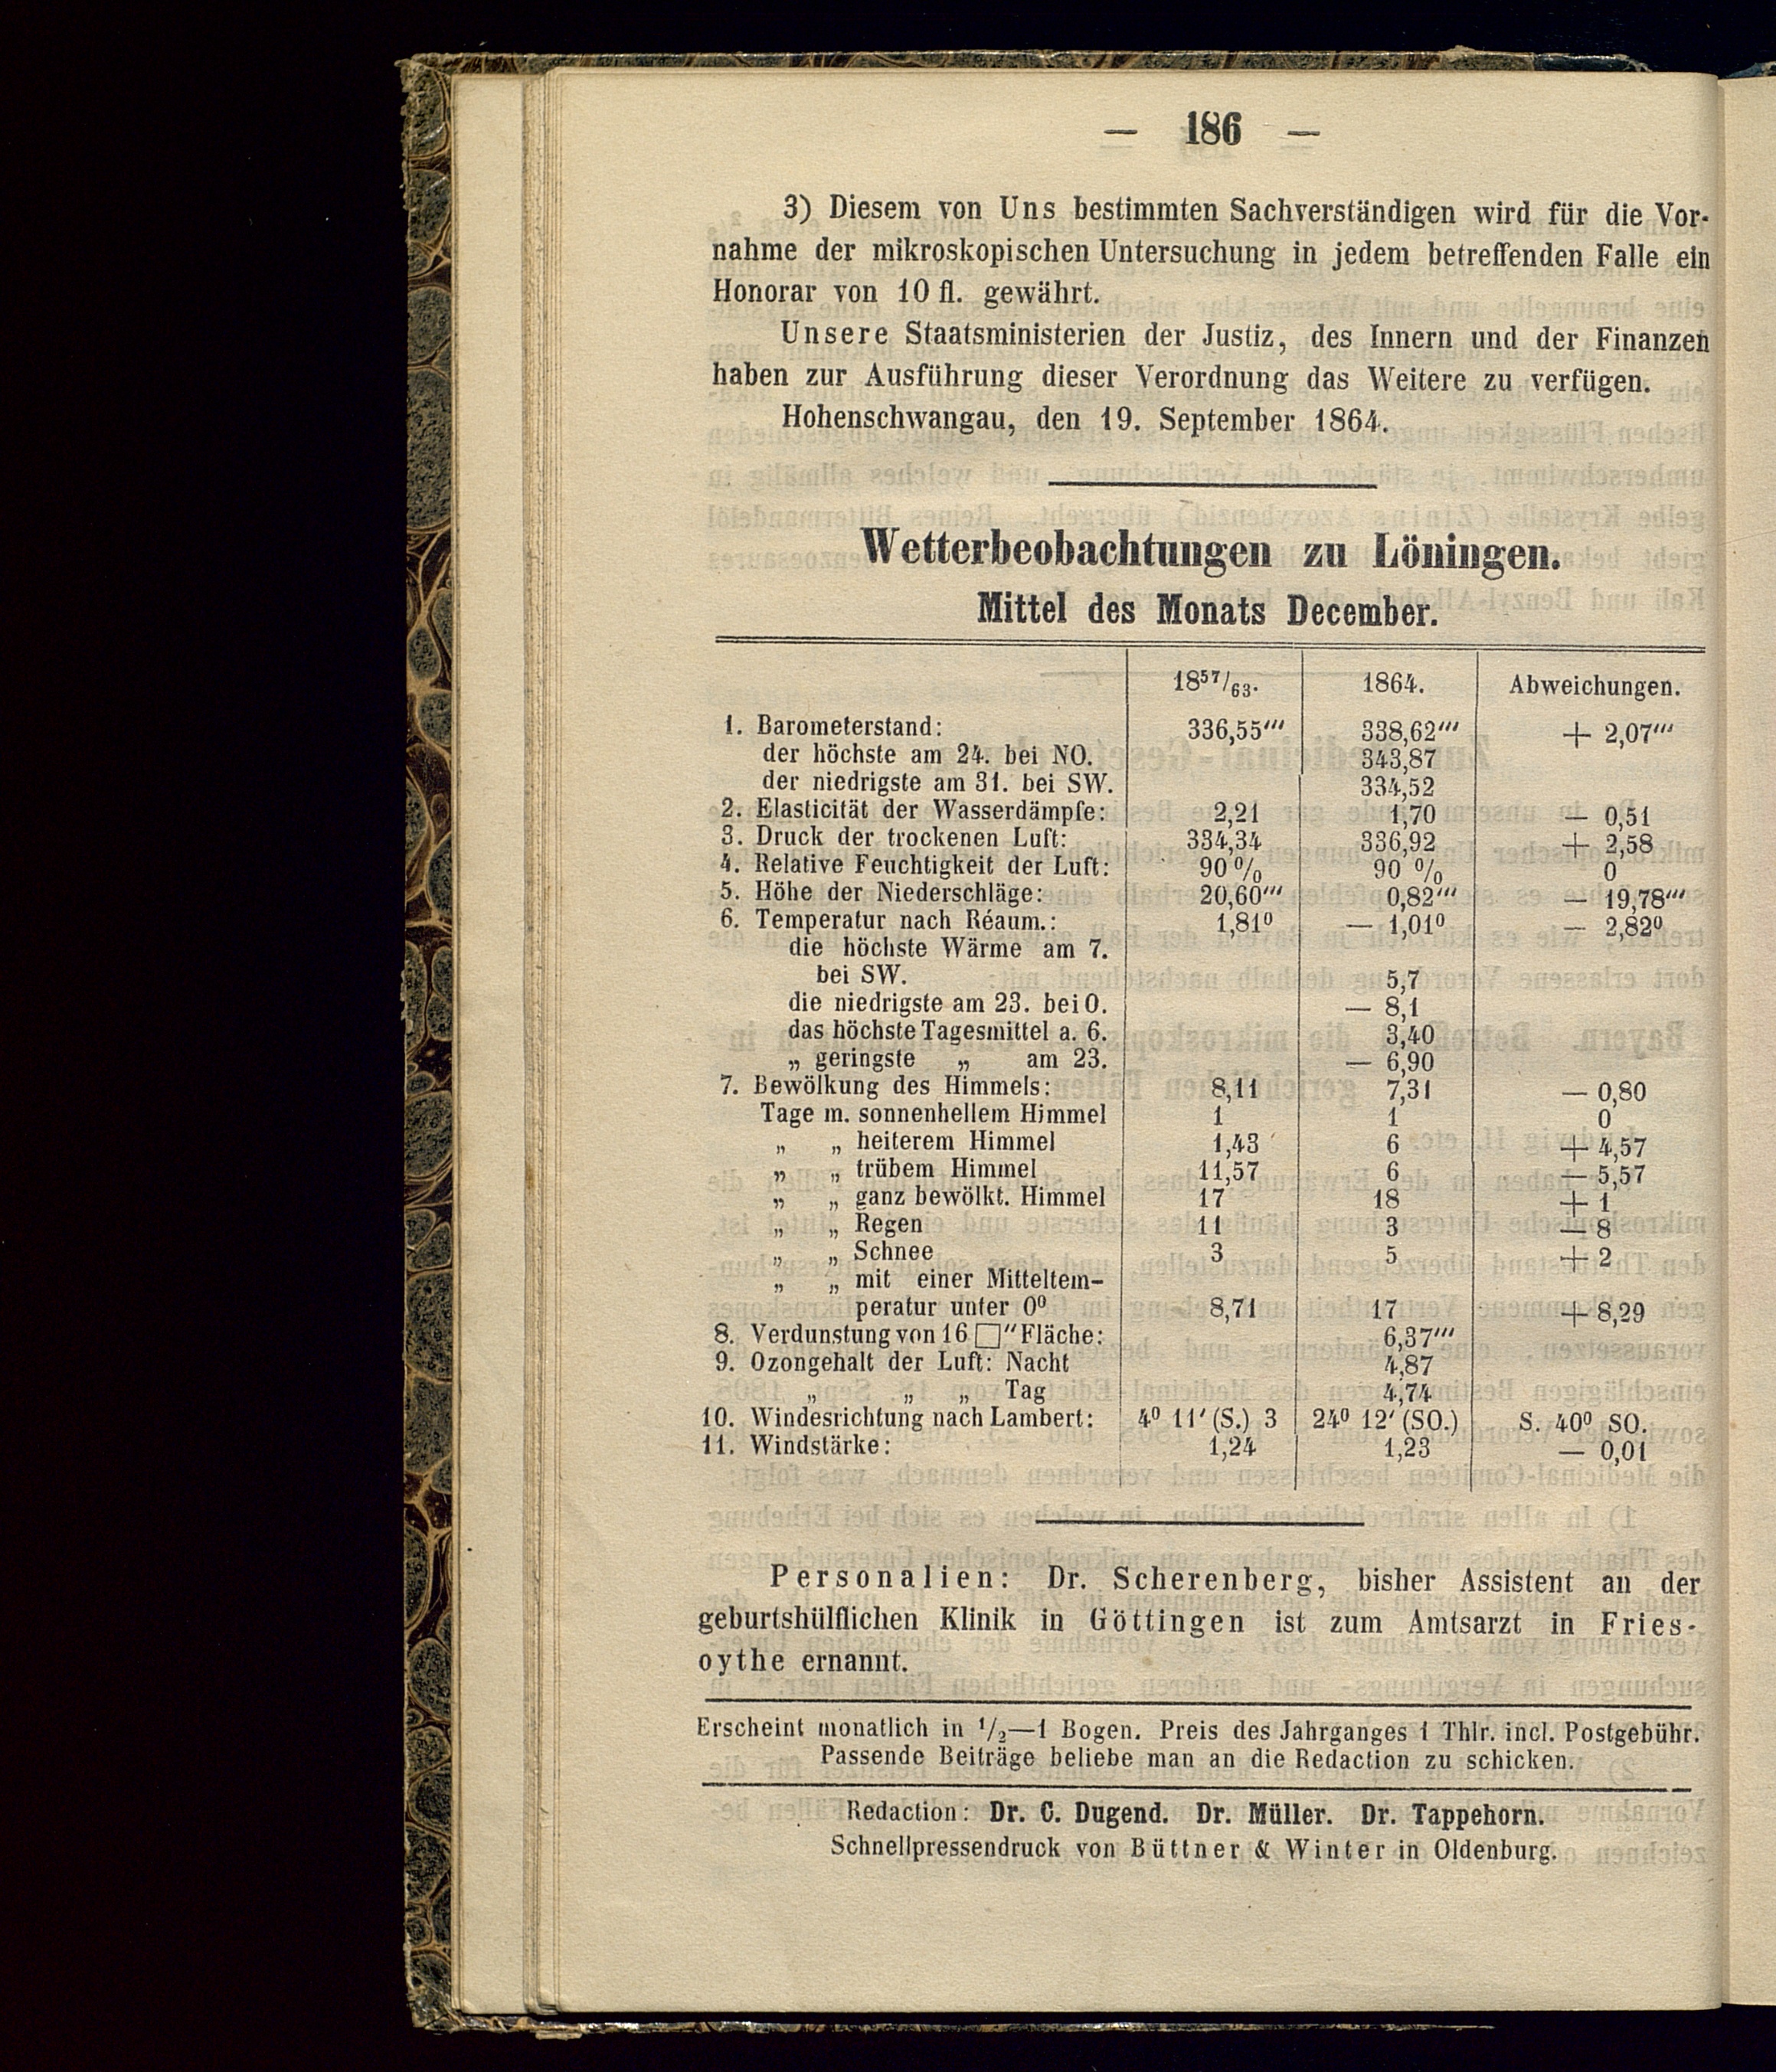 — 186 —
3) Diesem von Uns bestimmten Sachverständigen wird für die Vor-
nahme der mikroskopischen Untersuchung in jedem betreffenden Falle ein
Honorar von 10 fl. gewährt.
Unsere Staatsministerien der Justiz, des Innern und der Finanzen
haben zur Ausführung dieser Verordnung das Weitere zu verfügen.
Hohenschwangau, den 19. September 1864.
Wetterbeobachtungen zu Löningen.
Mittel des Monats December.
18⁵⁷/₆₃. 1864. Abweichungen.
1. Barometerstand: 336,55‴ 338,62‴ + 2,07‴
der höchste am 24. bei NO. 343,87
der niedrigste am 31. bei SW. 334,52
2. Elasticität der Wasserdämpfe: 2,21 1,70 — 0,51
3. Druck der trockenen Luft: 334,34 336,92 + 2,58
4. Relative Feuchtigkeit der Luft: 90 % 90 % 0
5. Höhe der Niederschläge: 20,60‴ 0,82‴ — 19,78‴
6. Temperatur nach Réaum.: 1,81⁰ — 1,01⁰ — 2,82⁰
die höchste Wärme am 7.
bei SW. 5,7
die niedrigste am 23. bei O. — 8,1
das höchste Tagesmittel a. 6. 3,40
„ geringste „ am 23. — 6,90
7. Bewölkung des Himmels: 8,11 7,31 — 0,80
Tage m. sonnenhellem Himmel 1 1 0
„ „ heiterem Himmel 1,43 6 + 4,57
„ „ trübem Himmel 11,57 6 — 5,57
„ „ ganz bewölkt. Himmel 17 18 + 1
„ „ Regen 11 3 — 8
„ „ Schnee 3 5 + 2
„ „ mit einer Mitteltem-
peratur unter 0⁰ 8,71 17 + 8,29
8. Verdunstung von 16 □″ Fläche: 6,37‴
9. Ozongehalt der Luft: Nacht 4,87
„ „ „ Tag 4,74
10. Windesrichtung nach Lambert: 4⁰ 11′ (S.) 3 24⁰ 12′ (SO.) S. 40⁰ SO.
11. Windstärke: 1,24 1,23 — 0,01
Personalien: Dr. Scherenberg, bisher Assistent an der
geburtshülflichen Klinik in Göttingen ist zum Amtsarzt in Fries-
oythe ernannt.
Erscheint monatlich in ¹/₂—1 Bogen. Preis des Jahrganges 1 Thlr. incl. Postgebühr.
Passende Beiträge beliebe man an die Redaction zu schicken.
Redaction: Dr. C. Dugend. Dr. Müller. Dr. Tappehorn.
Schnellpressendruck von Büttner & Winter in Oldenburg.